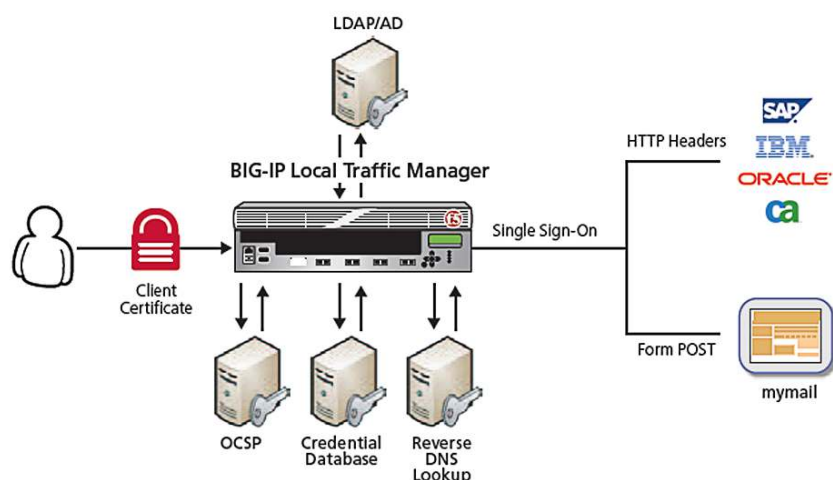 LDAP/AD
BIG-IP Local Traffic Manager
HTTP Headers
SAP
IBM
ORACLE
ca
f5
Single Sign-On
Client
Certificate
Form POST
mymail
OCSP
Credential
Database
Reverse
DNS
Lookup